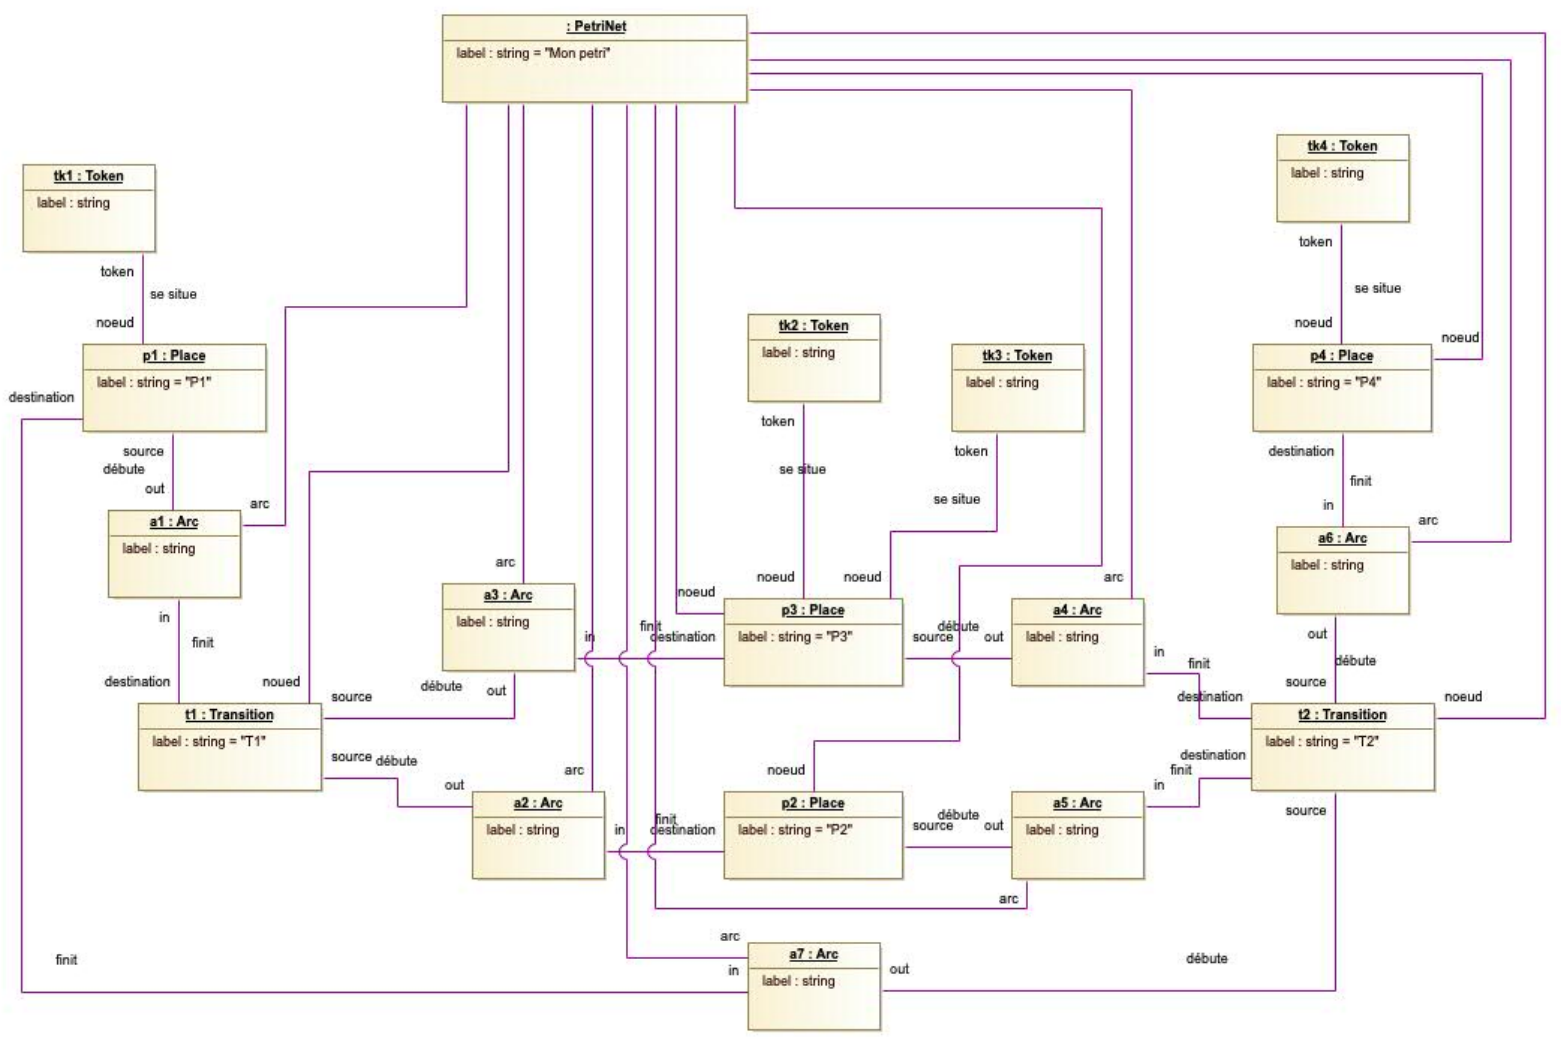 : PetriNet
label : string = "Mon petri"
tk4 : Token
label : string
tk1 : Token
label : string
token
se situe
noeud
token
se situe
noeud
tk2 : Token
label : string
tk3 : Token
label : string
p1 : Place
label : string = "P1"
p4 : Place
label : string = "P4"
noeud
destination
token
se situe
noeud
token
se situe
noeud
source
débute
out
arc
destination
finit
in
arc
a1 : Arc
label : string
a6 : Arc
label : string
arc
a3 : Arc
label : string
noeud
p3 : Place
label : string = "P3"
arc
a4 : Arc
label : string
in
finit
destination
in
finit
destination
source
débute
out
in
finit
destination
out
débute
source
noued
source
débute
out
noeud
t1 : Transition
label : string = "T1"
t2 : Transition
label : string = "T2"
source
débute
out
arc
noeud
destination
finit
in
a2 : Arc
label : string
in
finit
destination
p2 : Place
label : string = "P2"
source
débute
out
a5 : Arc
label : string
source
arc
arc
in
a7 : Arc
label : string
out
débute
finit